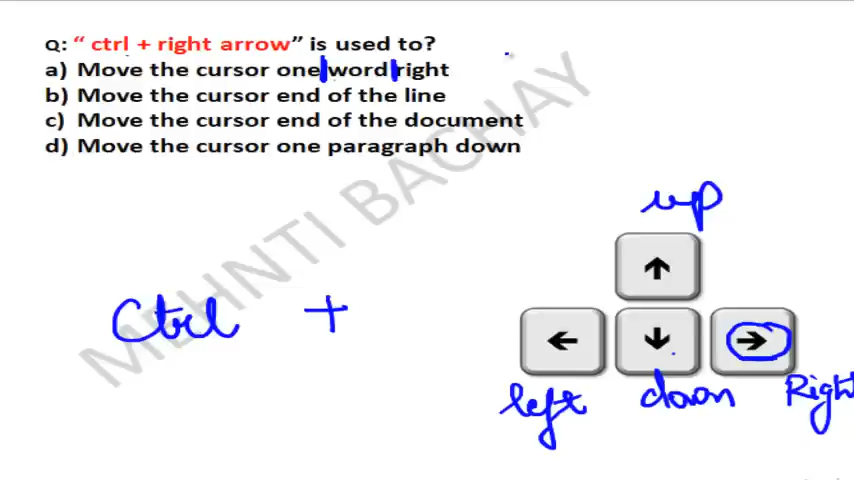 Q: “ ctrl + right arrow” is used to?
a) Move the cursor one word right
b) Move the cursor end of the line
c) Move the cursor end of the document
d) Move the cursor one paragraph down
MEHNTI BACHAY
up
Ctrl +
left down Right